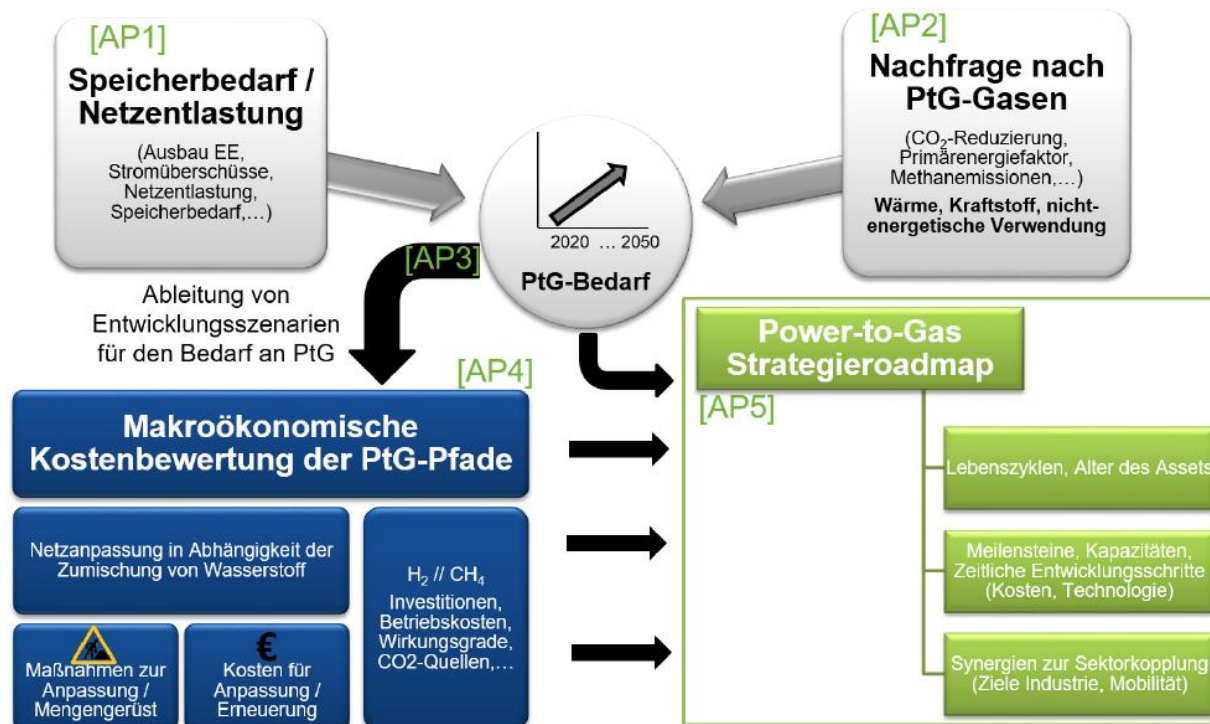 [AP1]
Speicherbedarf /
Netzentlastung
(Ausbau EE,
Stromüberschüsse,
Netzentlastung,
Speicherbedarf,…)
[AP2]
Nachfrage nach
PtG-Gasen
(CO₂-Reduzierung,
Primärenergiefaktor,
Methanemissionen,…)
Wärme, Kraftstoff, nicht-
energetische Verwendung
2020 … 2050
PtG-Bedarf
[AP3]
Ableitung von
Entwicklungsszenarien
für den Bedarf an PtG
[AP4]
Makroökonomische
Kostenbewertung der PtG-Pfade
Netzanpassung in Abhängigkeit der
Zumischung von Wasserstoff
Maßnahmen zur
Anpassung /
Mengengerüst
€
Kosten für
Anpassung /
Erneuerung
H₂ // CH₄
Investitionen,
Betriebskosten,
Wirkungsgrade,
CO2-Quellen,…
Power-to-Gas
Strategieroadmap
[AP5]
Lebenszyklen, Alter des Assets
Meilensteine, Kapazitäten,
Zeitliche Entwicklungsschritte
(Kosten, Technologie)
Synergien zur Sektorkopplung
(Ziele Industrie, Mobilität)